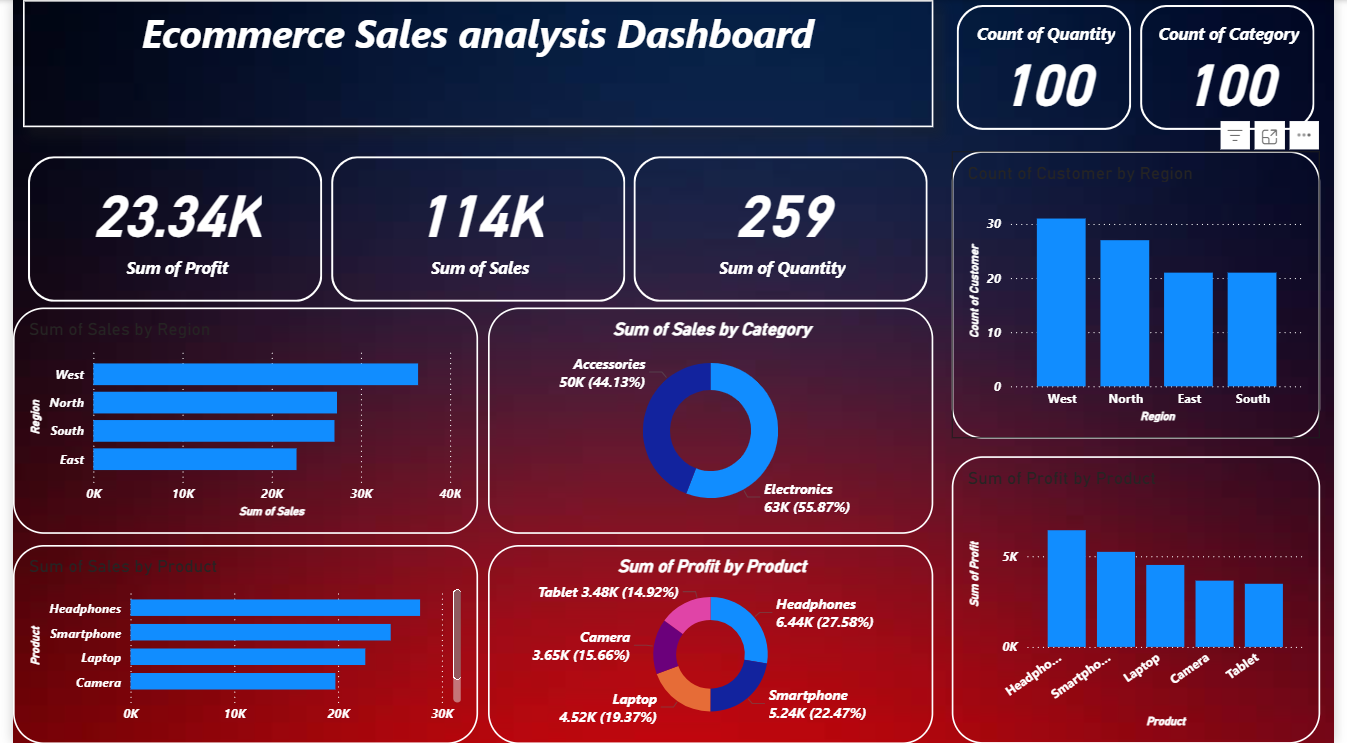 Ecommerce Sales analysis Dashboard
Count of Quantity
100
Count of Category
100
23.34K
Sum of Profit
114K
Sum of Sales
259
Sum of Quantity
Sum of Sales by Region
Region
West
North
South
East
0K 10K 20K 30K 40K
Sum of Sales
Sum of Sales by Category
Accessories
50K (44.13%)
Electronics
63K (55.87%)
Count of Customer by Region
Count of Customer
30
20
10
0
West North East South
Region
Sum of Sales by Product
Product
Headphones
Smartphone
Laptop
Camera
0K 10K 20K 30K
Sum of Profit by Product
Tablet 3.48K (14.92%)
Headphones
6.44K (27.58%)
Camera
3.65K (15.66%)
Laptop
4.52K (19.37%)
Smartphone
5.24K (22.47%)
Sum of Profit by Product
Sum of Profit
5K
0K
Headpho... Smartpho... Laptop Camera Tablet
Product